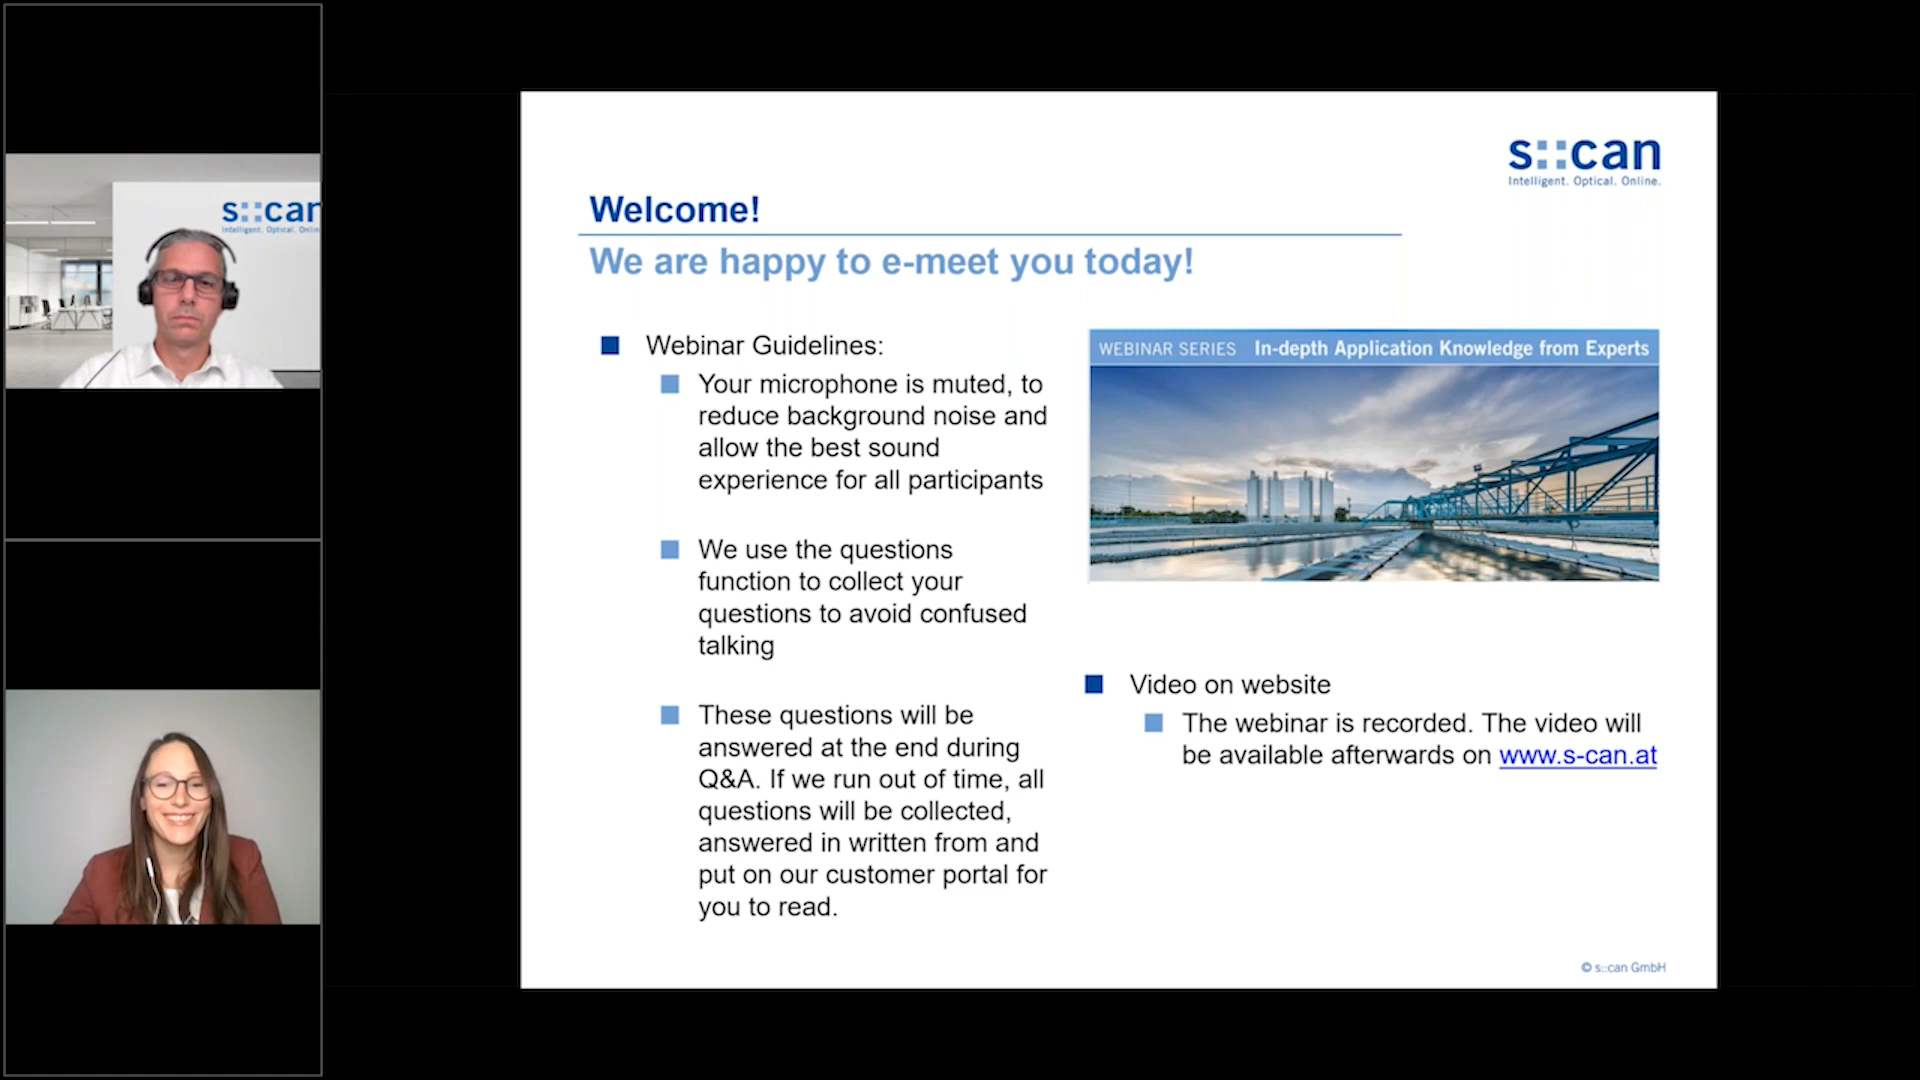 s::can
Intelligent. Optical. Online.
Welcome!
We are happy to e-meet you today!
Webinar Guidelines:
Your microphone is muted, to
reduce background noise and
allow the best sound
experience for all participants
We use the questions
function to collect your
questions to avoid confused
talking
These questions will be
answered at the end during
Q&A. If we run out of time, all
questions will be collected,
answered in written from and
put on our customer portal for
you to read.
WEBINAR SERIES In-depth Application Knowledge from Experts
Video on website
The webinar is recorded. The video will
be available afterwards on www.s-can.at
© s::can GmbH
s::can
Intelligent. Optical. Onlin